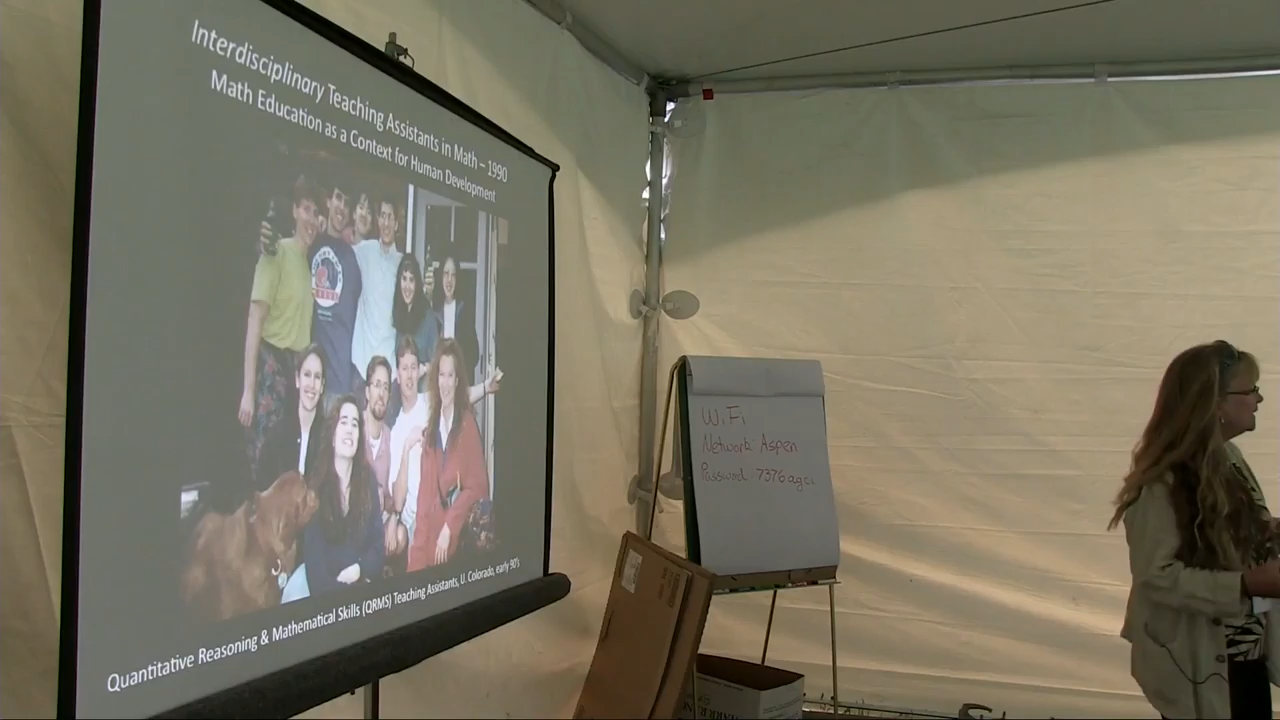 Interdisciplinary Teaching Assistants in Math – 1990
Math Education as a Context for Human Development
Quantitative Reasoning & Mathematical Skills (QRMS) Teaching Assistants, U. Colorado, early 90's
WiFi
Network Aspen
Password